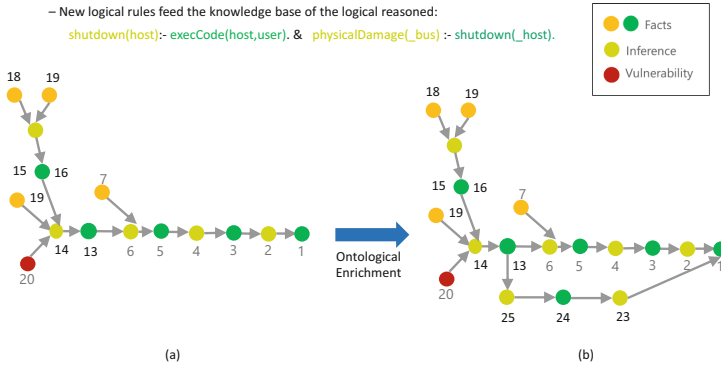 – New logical rules feed the knowledge base of the logical reasoned:
shutdown(host):- execCode(host,user). & physicalDamage(_bus) :- shutdown(_host).
Facts
Inference
Vulnerability
18 19
15 16
7
19
14 13 6 5 4 3 2 1
20
(a)
Ontological
Enrichment
18 19
15 16
7
19
14 13 6 5 4 3 2 1
20
25 24 23
(b)